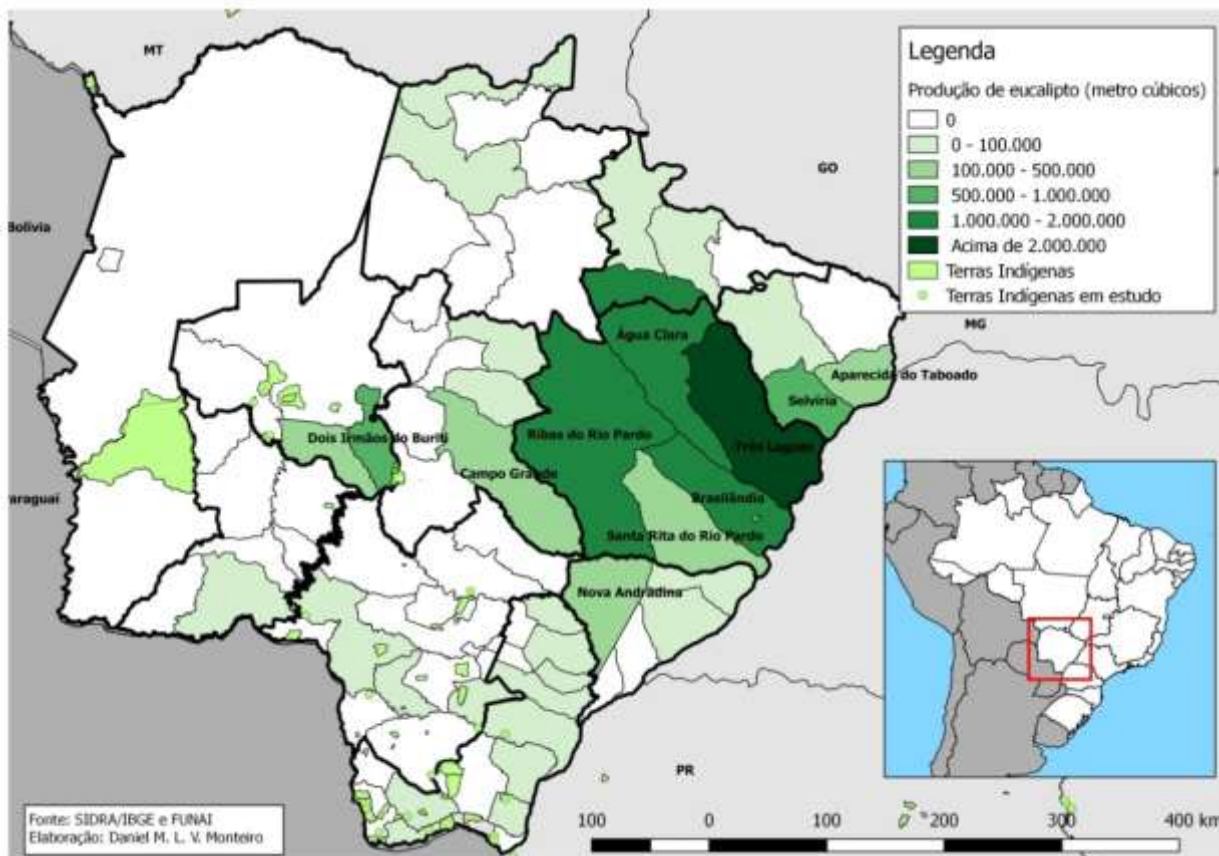 MT
GO
Bolivia
MG
araguai
PR
Legenda
Produção de eucalipto (metro cúbicos)
0
0 - 100.000
100.000 - 500.000
500.000 - 1.000.000
1.000.000 - 2.000.000
Acima de 2.000.000
Terras Indígenas
Terras Indígenas em estudo
Água Clara
Aparecida do Taboado
Selvíria
Três Lagoas
Dois Irmãos do Buriti
Ribas do Rio Pardo
Campo Grande
Brasilândia
Santa Rita do Rio Pardo
Nova Andradina
Fonte: SIDRA/IBGE e FUNAI
Elaboração: Daniel M. L. V. Monteiro
100 0 100 200 300 400 km